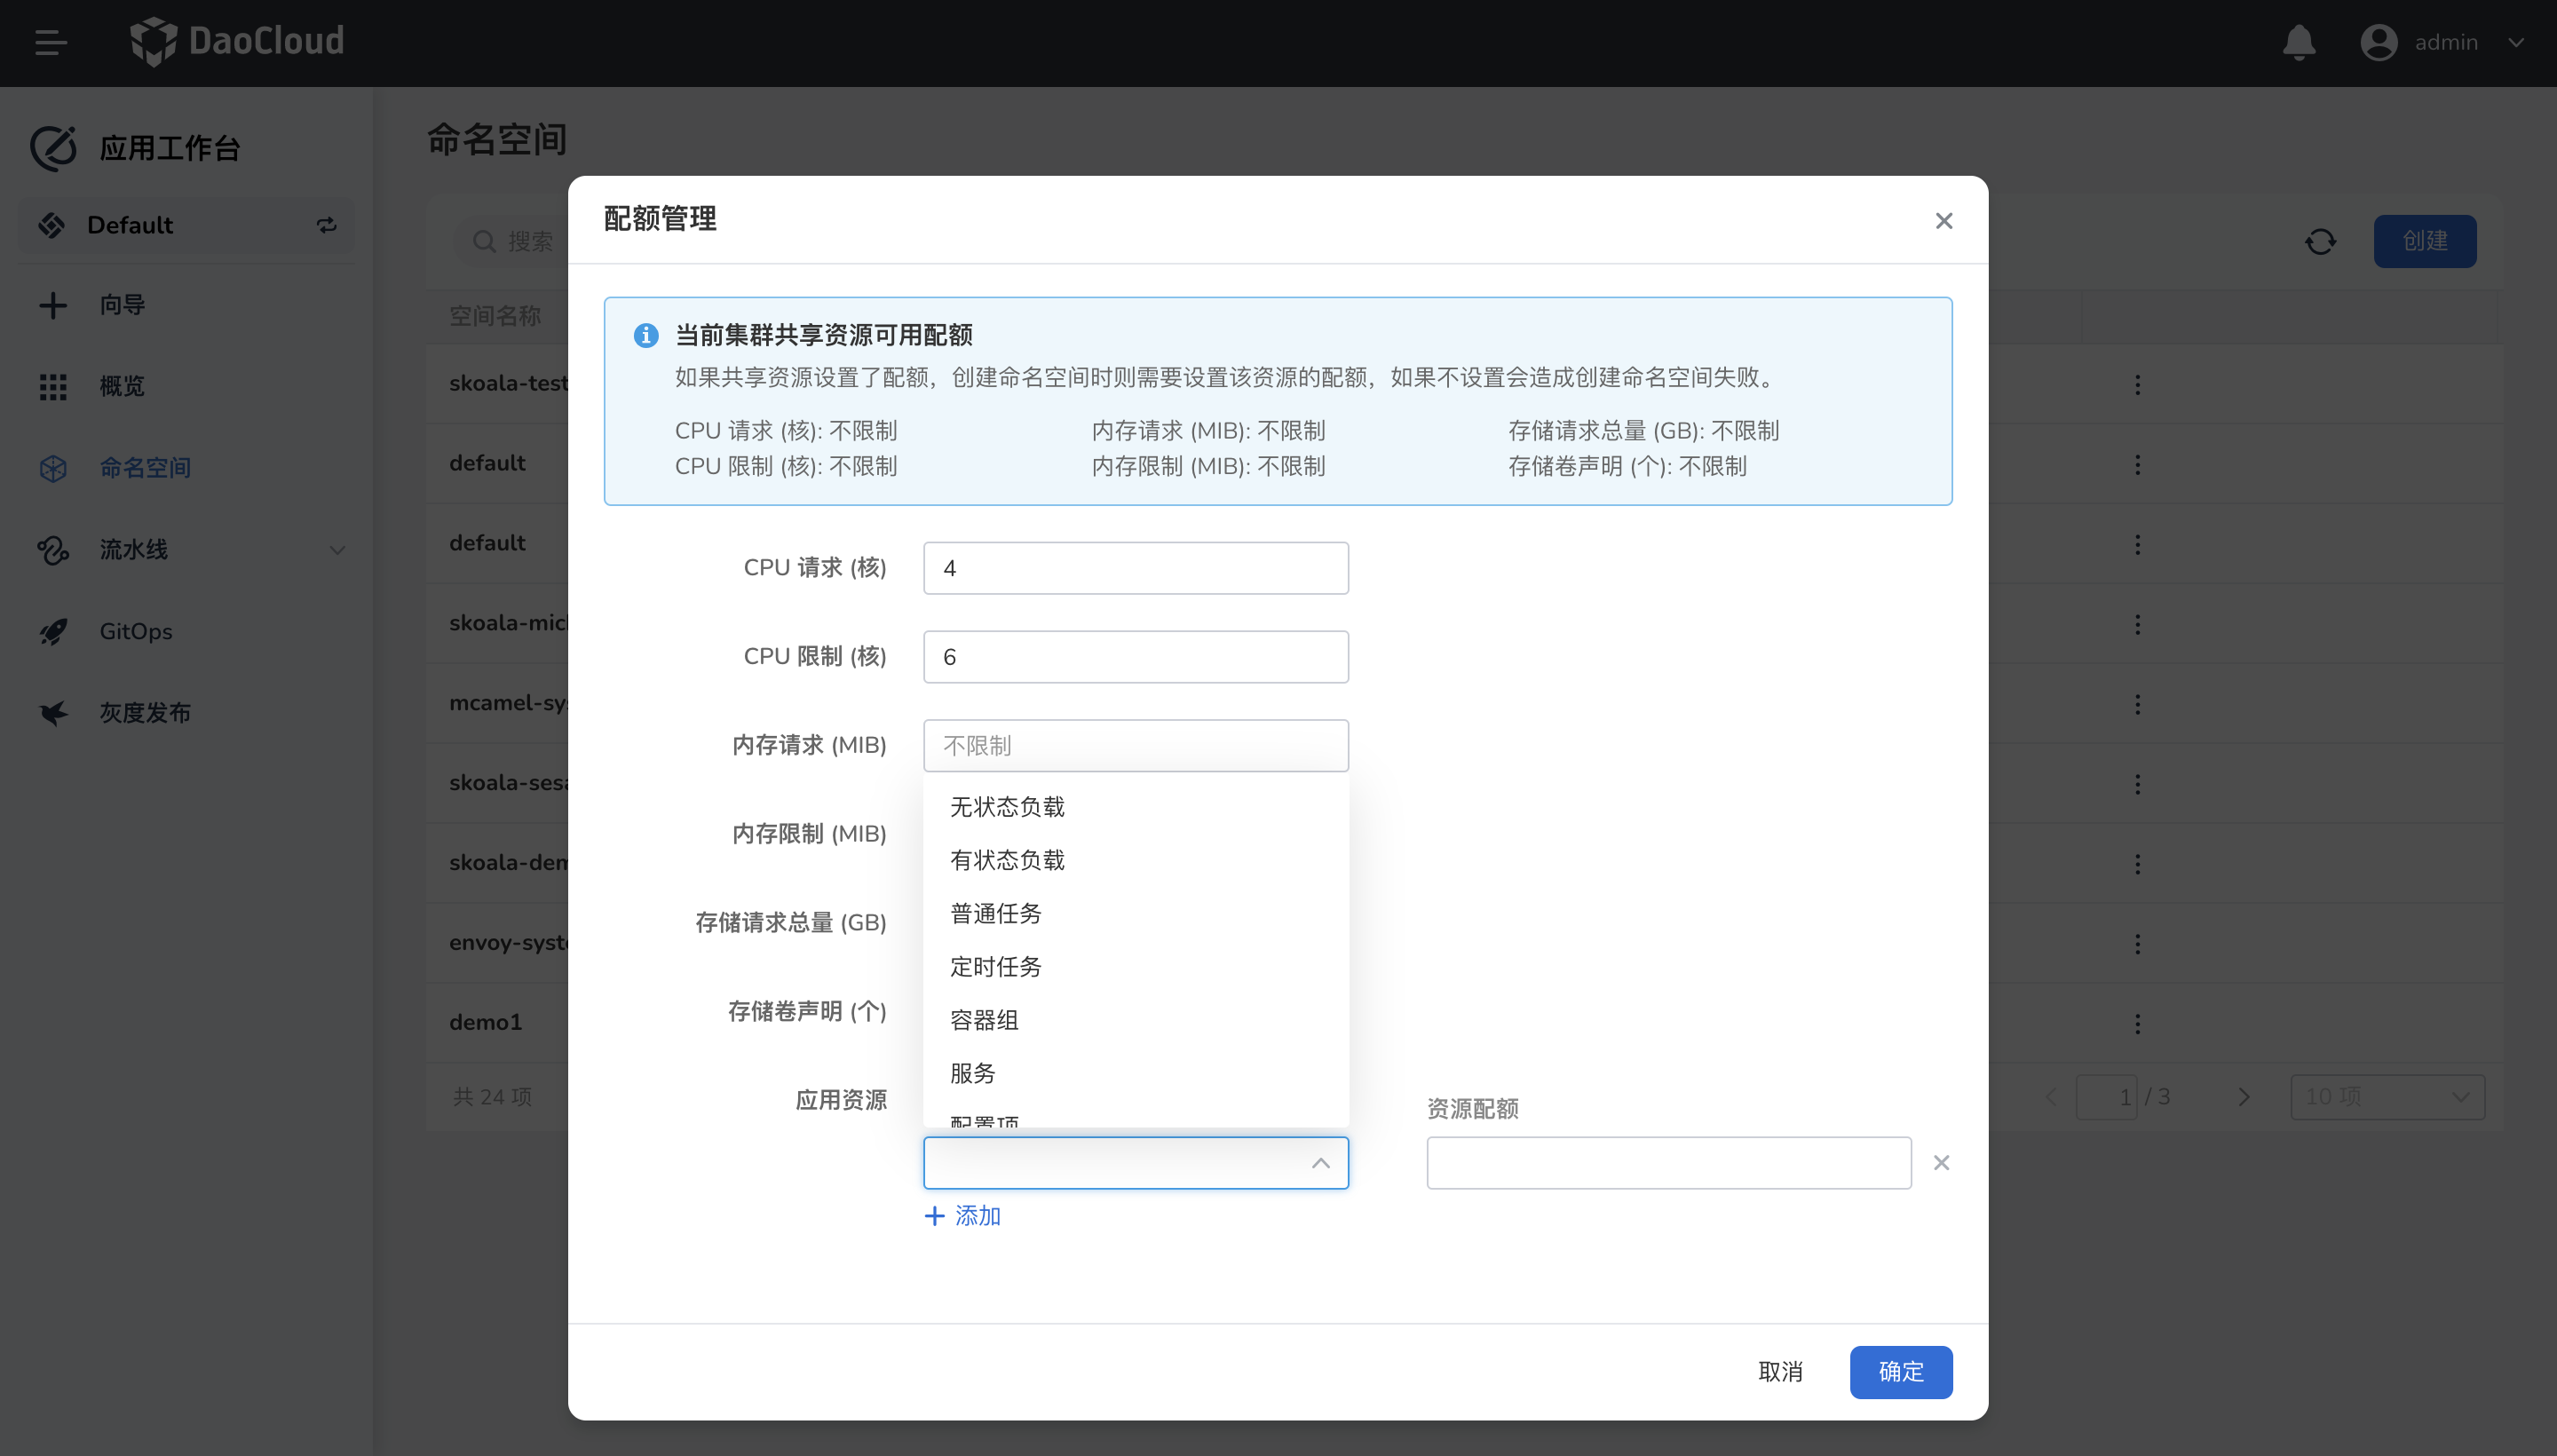 DaoCloud
admin
应用工作台
Default
向导
概览
命名空间
流水线
GitOps
灰度发布
命名空间
搜索
创建
空间名称
skoala-test
default
default
skoala-mich
mcamel-sys
skoala-sesa
skoala-dem
envoy-syste
demo1
共 24 项
1 / 3
10 项
配额管理
当前集群共享资源可用配额
如果共享资源设置了配额，创建命名空间时则需要设置该资源的配额，如果不设置会造成创建命名空间失败。
CPU 请求 (核): 不限制 内存请求 (MIB): 不限制 存储请求总量 (GB): 不限制
CPU 限制 (核): 不限制 内存限制 (MIB): 不限制 存储卷声明 (个): 不限制
CPU 请求 (核) 4
CPU 限制 (核) 6
内存请求 (MIB) 不限制
内存限制 (MIB)
存储请求总量 (GB)
存储卷声明 (个)
应用资源
无状态负载
有状态负载
普通任务
定时任务
容器组
服务
配置项
资源配额
添加
取消
确定